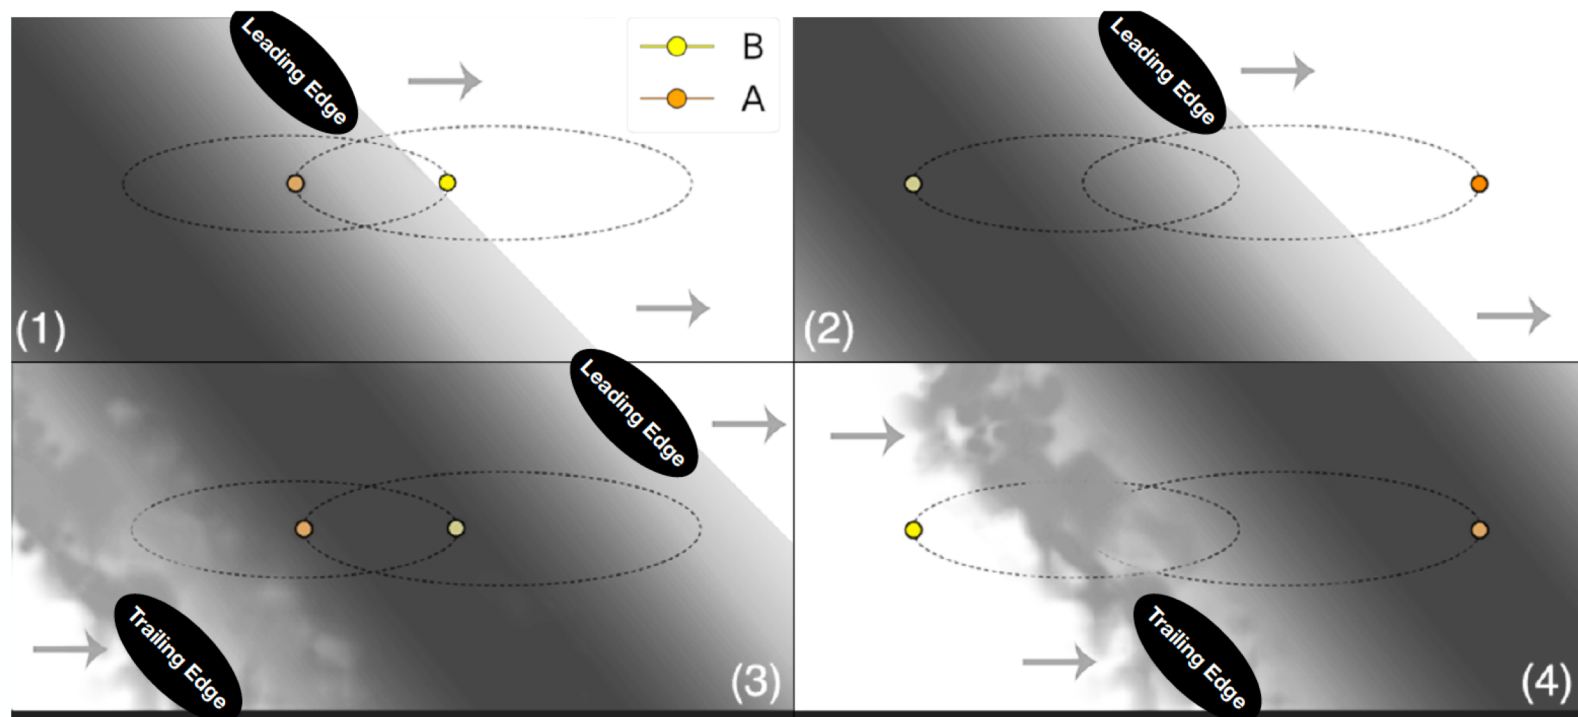 Leading Edge
B
A
(1)
Leading Edge
(2)
Leading Edge
Trailing Edge
(3)
Trailing Edge
(4)